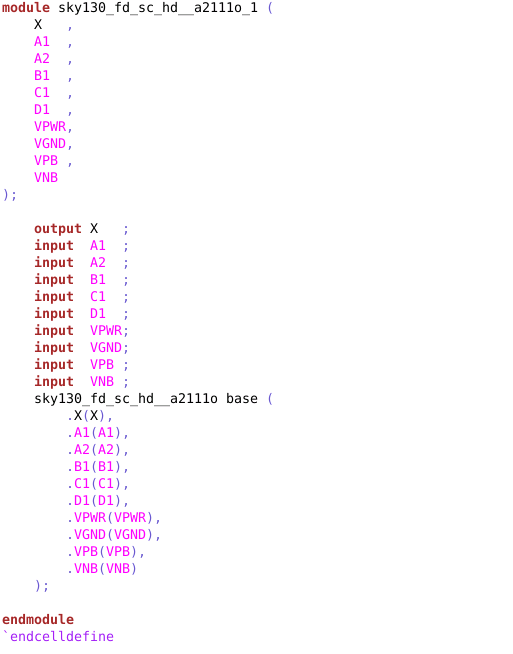 module sky130_fd_sc_hd__a2111o_1 (
    X   ,
    A1  ,
    A2  ,
    B1  ,
    C1  ,
    D1  ,
    VPWR,
    VGND,
    VPB ,
    VNB
);

    output X   ;
    input  A1  ;
    input  A2  ;
    input  B1  ;
    input  C1  ;
    input  D1  ;
    input  VPWR;
    input  VGND;
    input  VPB ;
    input  VNB ;
    sky130_fd_sc_hd__a2111o base (
        .X(X),
        .A1(A1),
        .A2(A2),
        .B1(B1),
        .C1(C1),
        .D1(D1),
        .VPWR(VPWR),
        .VGND(VGND),
        .VPB(VPB),
        .VNB(VNB)
    );

endmodule
`endcelldefine